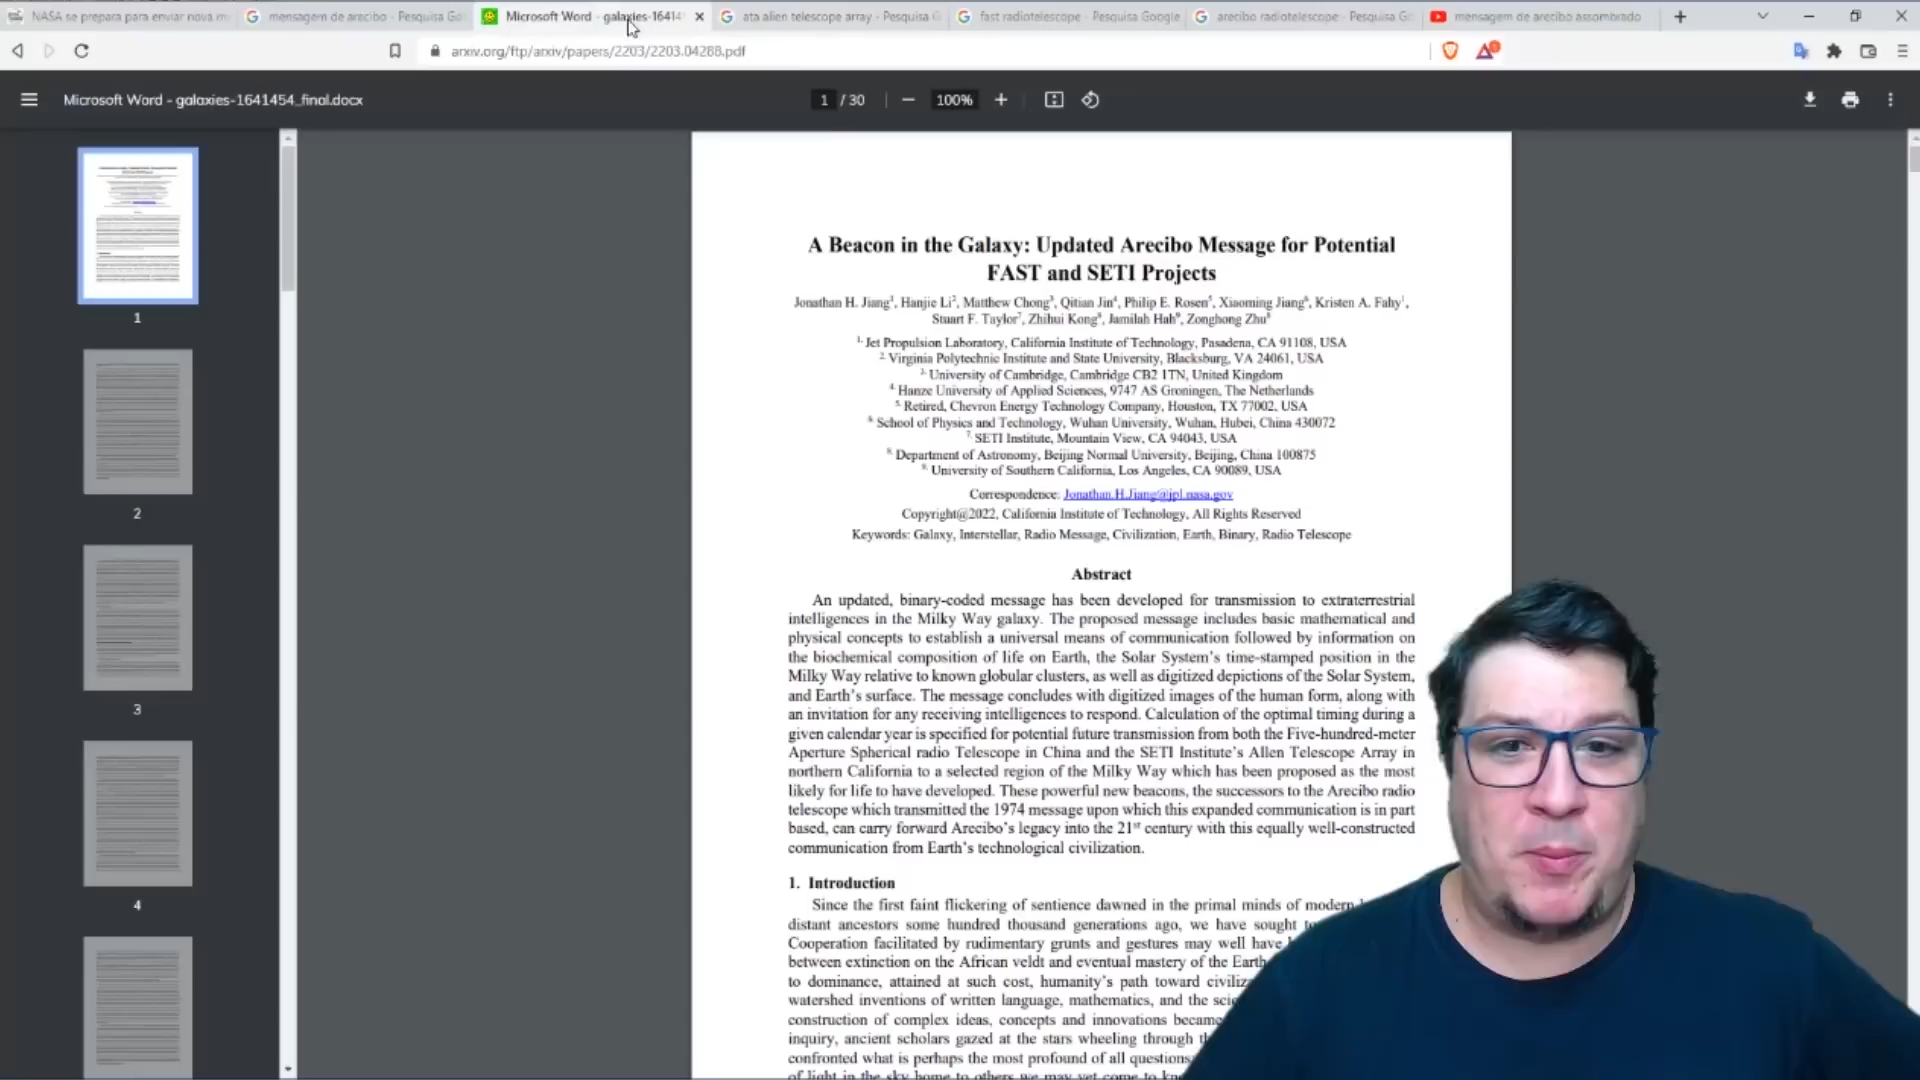 NASA se prepara para enviar nova m
mensagem de arecibo - Pesquisa Go
Microsoft Word - galaxies-16414
ata alien telescope array - Pesquisa G
fast radiotelescope - Pesquisa Google
arecibo radiotelescope - Pesquisa Go
mensagem de arecibo assombrado
arxiv.org/ftp/arxiv/papers/2203/2203.04288.pdf
Microsoft Word - galaxies-1641454_final.docx
1 / 30
100%
1
2
3
4
A Beacon in the Galaxy: Updated Arecibo Message for Potential
FAST and SETI Projects
Jonathan H. Jiang1, Hanjie Li2, Matthew Chong3, Qitian Jin4, Philip E. Rosen5, Xiaoming Jiang6, Kristen A. Fahy1,
Stuart F. Taylor7, Zhihui Kong8, Jamilah Hah9, Zonghong Zhu8
1. Jet Propulsion Laboratory, California Institute of Technology, Pasadena, CA 91108, USA
2. Virginia Polytechnic Institute and State University, Blacksburg, VA 24061, USA
3. University of Cambridge, Cambridge CB2 1TN, United Kingdom
4. Hanze University of Applied Sciences, 9747 AS Groningen, The Netherlands
5. Retired, Chevron Energy Technology Company, Houston, TX 77002, USA
6. School of Physics and Technology, Wuhan University, Wuhan, Hubei, China 430072
7. SETI Institute, Mountain View, CA 94043, USA
8. Department of Astronomy, Beijing Normal University, Beijing, China 100875
9. University of Southern California, Los Angeles, CA 90089, USA
Correspondence: Jonathan.H.Jiang@jpl.nasa.gov
Copyright@2022, California Institute of Technology, All Rights Reserved
Keywords: Galaxy, Interstellar, Radio Message, Civilization, Earth, Binary, Radio Telescope
Abstract
An updated, binary-coded message has been developed for transmission to extraterrestrial
intelligences in the Milky Way galaxy. The proposed message includes basic mathematical and
physical concepts to establish a universal means of communication followed by information on
the biochemical composition of life on Earth, the Solar System's time-stamped position in the
Milky Way relative to known globular clusters, as well as digitized depictions of the Solar System,
and Earth's surface. The message concludes with digitized images of the human form, along with
an invitation for any receiving intelligences to respond. Calculation of the optimal timing during a
given calendar year is specified for potential future transmission from both the Five-hundred-meter
Aperture Spherical radio Telescope in China and the SETI Institute's Allen Telescope Array in
northern California to a selected region of the Milky Way which has been proposed as the most
likely for life to have developed. These powerful new beacons, the successors to the Arecibo radio
telescope which transmitted the 1974 message upon which this expanded communication is in part
based, can carry forward Arecibo's legacy into the 21st century with this equally well-constructed
communication from Earth's technological civilization.
1. Introduction
Since the first faint flickering of sentience dawned in the primal minds of modern
distant ancestors some hundred thousand generations ago, we have sought
Cooperation facilitated by rudimentary grunts and gestures may well have
between extinction on the African veldt and eventual mastery of the Earth
to dominance, attained at such cost, humanity's path toward civiliz
watershed inventions of written language, mathematics, and the scie
construction of complex ideas, concepts and innovations became
inquiry, ancient scholars gazed at the stars wheeling through
confronted what is perhaps the most profound of all questions
of light in the sky home to others we may yet come to